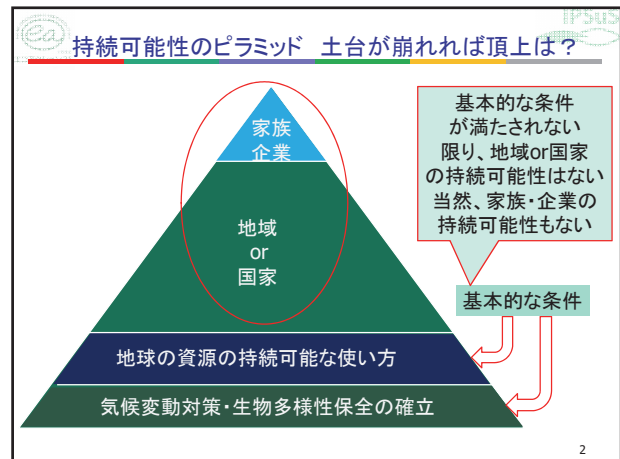 持続可能性のピラミッド 土台が崩れれば頂上は？
IPSuS
家族
企業
地域
or
国家
地球の資源の持続可能な使い方
気候変動対策・生物多様性保全の確立
基本的な条件
が満たされない
限り、地域or国家
の持続可能性はない
当然、家族・企業の
持続可能性もない
基本的な条件
2